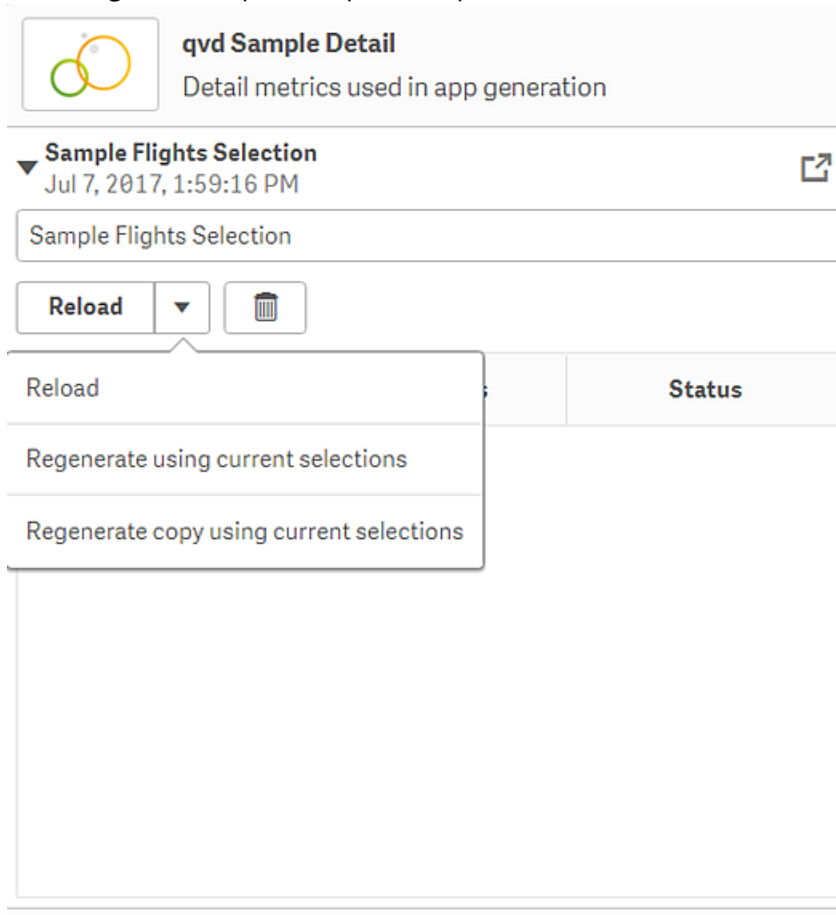 qvd Sample Detail
Detail metrics used in app generation
Sample Flights Selection
Jul 7, 2017, 1:59:16 PM
Sample Flights Selection
Reload
Reload
Status
Regenerate using current selections
Regenerate copy using current selections